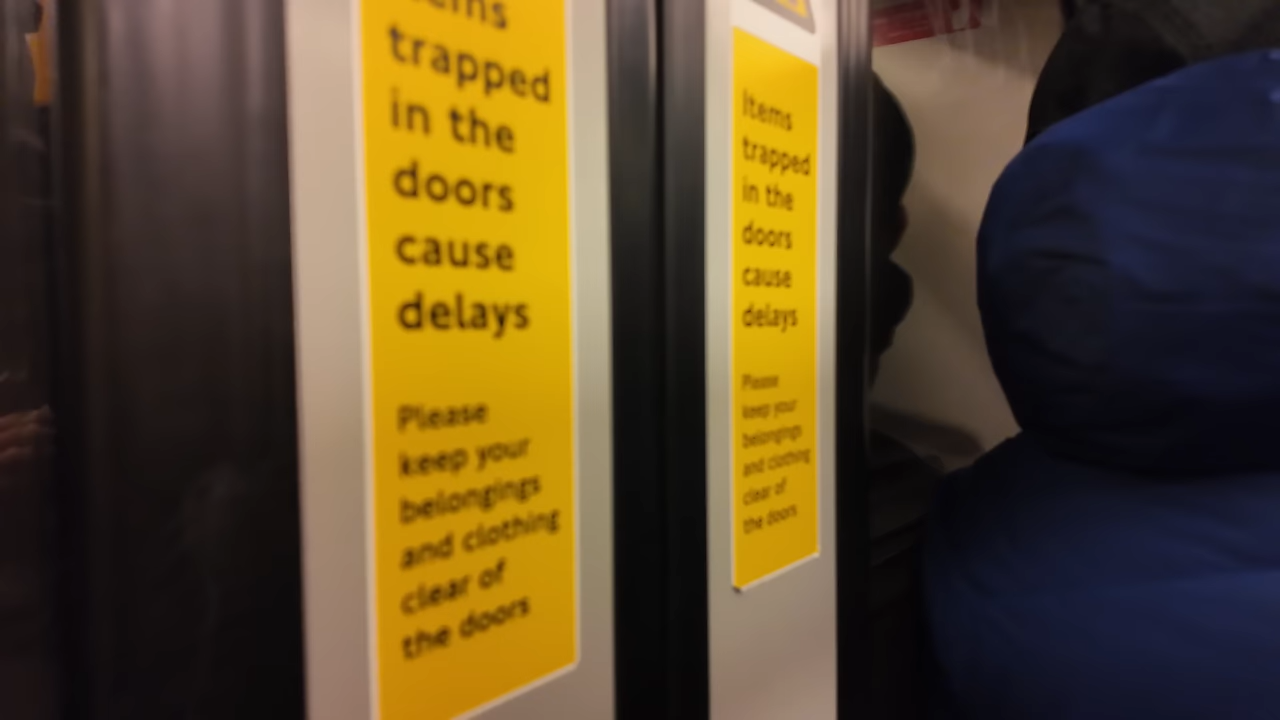 Items
trapped
in the
doors
cause
delays
Please
keep your
belongings
and clothing
clear of
the doors
Items
trapped
in the
doors
cause
delays
Please
keep your
belongings
and clothing
clear of
the doors